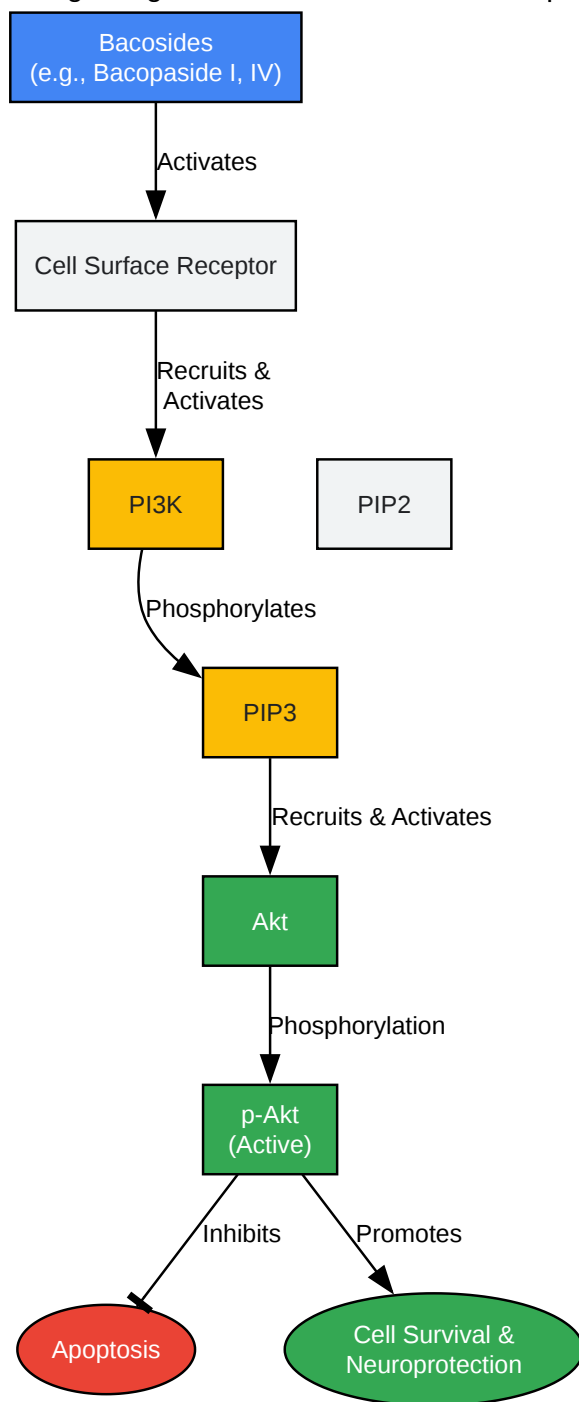 Bacosides
(e.g., Bacopaside I, IV)
Activates
Cell Surface Receptor
Recruits &
Activates
PI3K
PIP2
Phosphorylates
PIP3
Recruits & Activates
Akt
Phosphorylation
p-Akt
(Active)
Inhibits
Promotes
Apoptosis
Cell Survival &
Neuroprotection